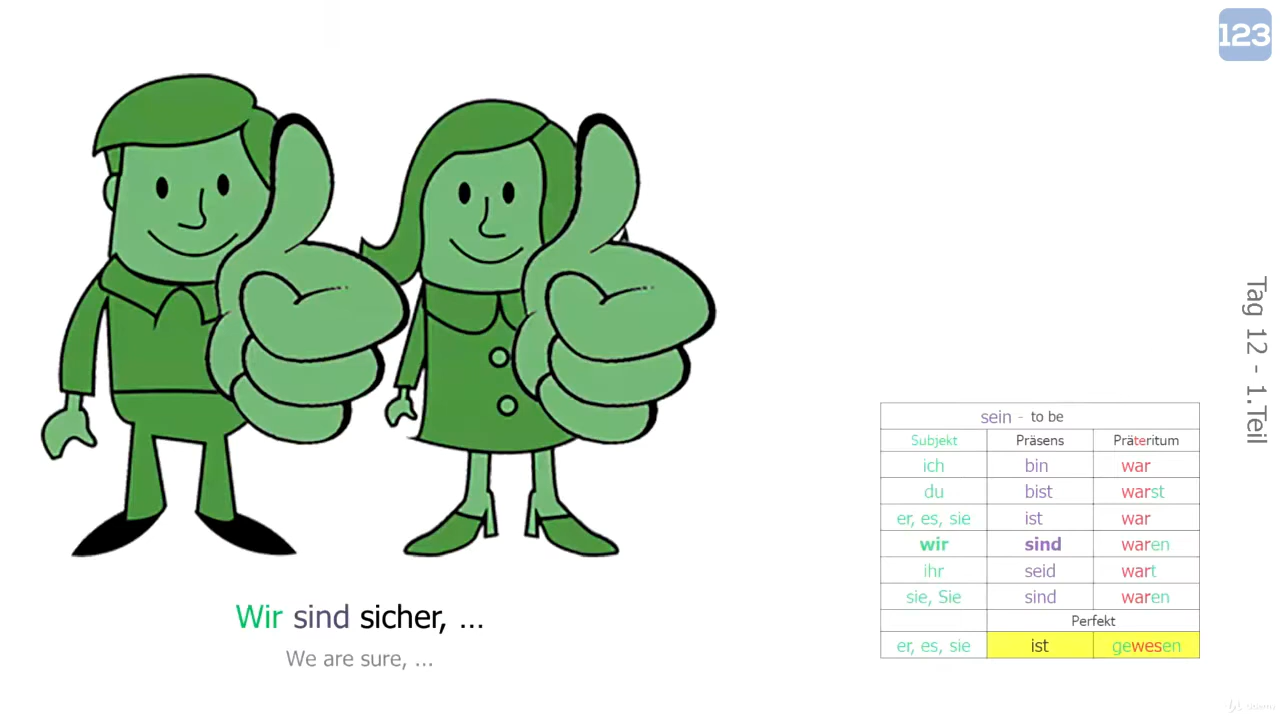 123
Tag 12 - 1.Teil
sein - to be
Subjekt Präsens Präteritum
ich bin war
du bist warst
er, es, sie ist war
wir sind waren
ihr seid wart
sie, Sie sind waren
Perfekt
er, es, sie ist gewesen
Wir sind sicher, ...
We are sure, ...